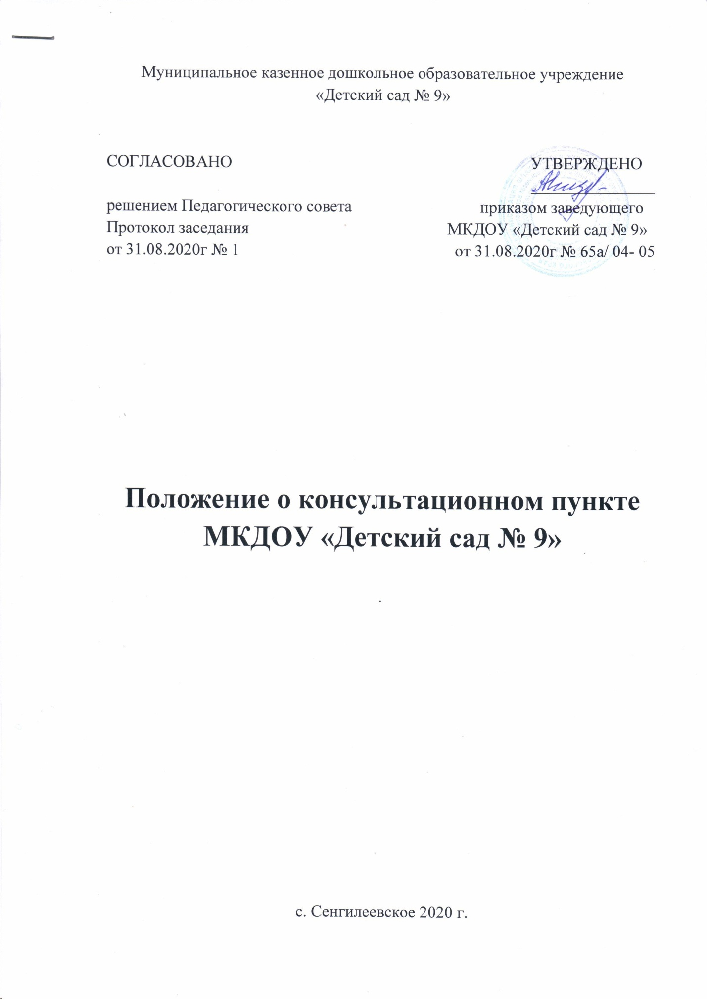 Муниципальное казенное дошкольное образовательное учреждение
«Детский сад № 9»
СОГЛАСОВАНО
УТВЕРЖДЕНО
решением Педагогического совета
приказом заведующего
Протокол заседания
МКДОУ «Детский сад № 9»
от 31.08.2020г № 1
от 31.08.2020г № 65а/ 04- 05
Положение о консультационном пункте
МКДОУ «Детский сад № 9»
с. Сенгилеевское 2020 г.